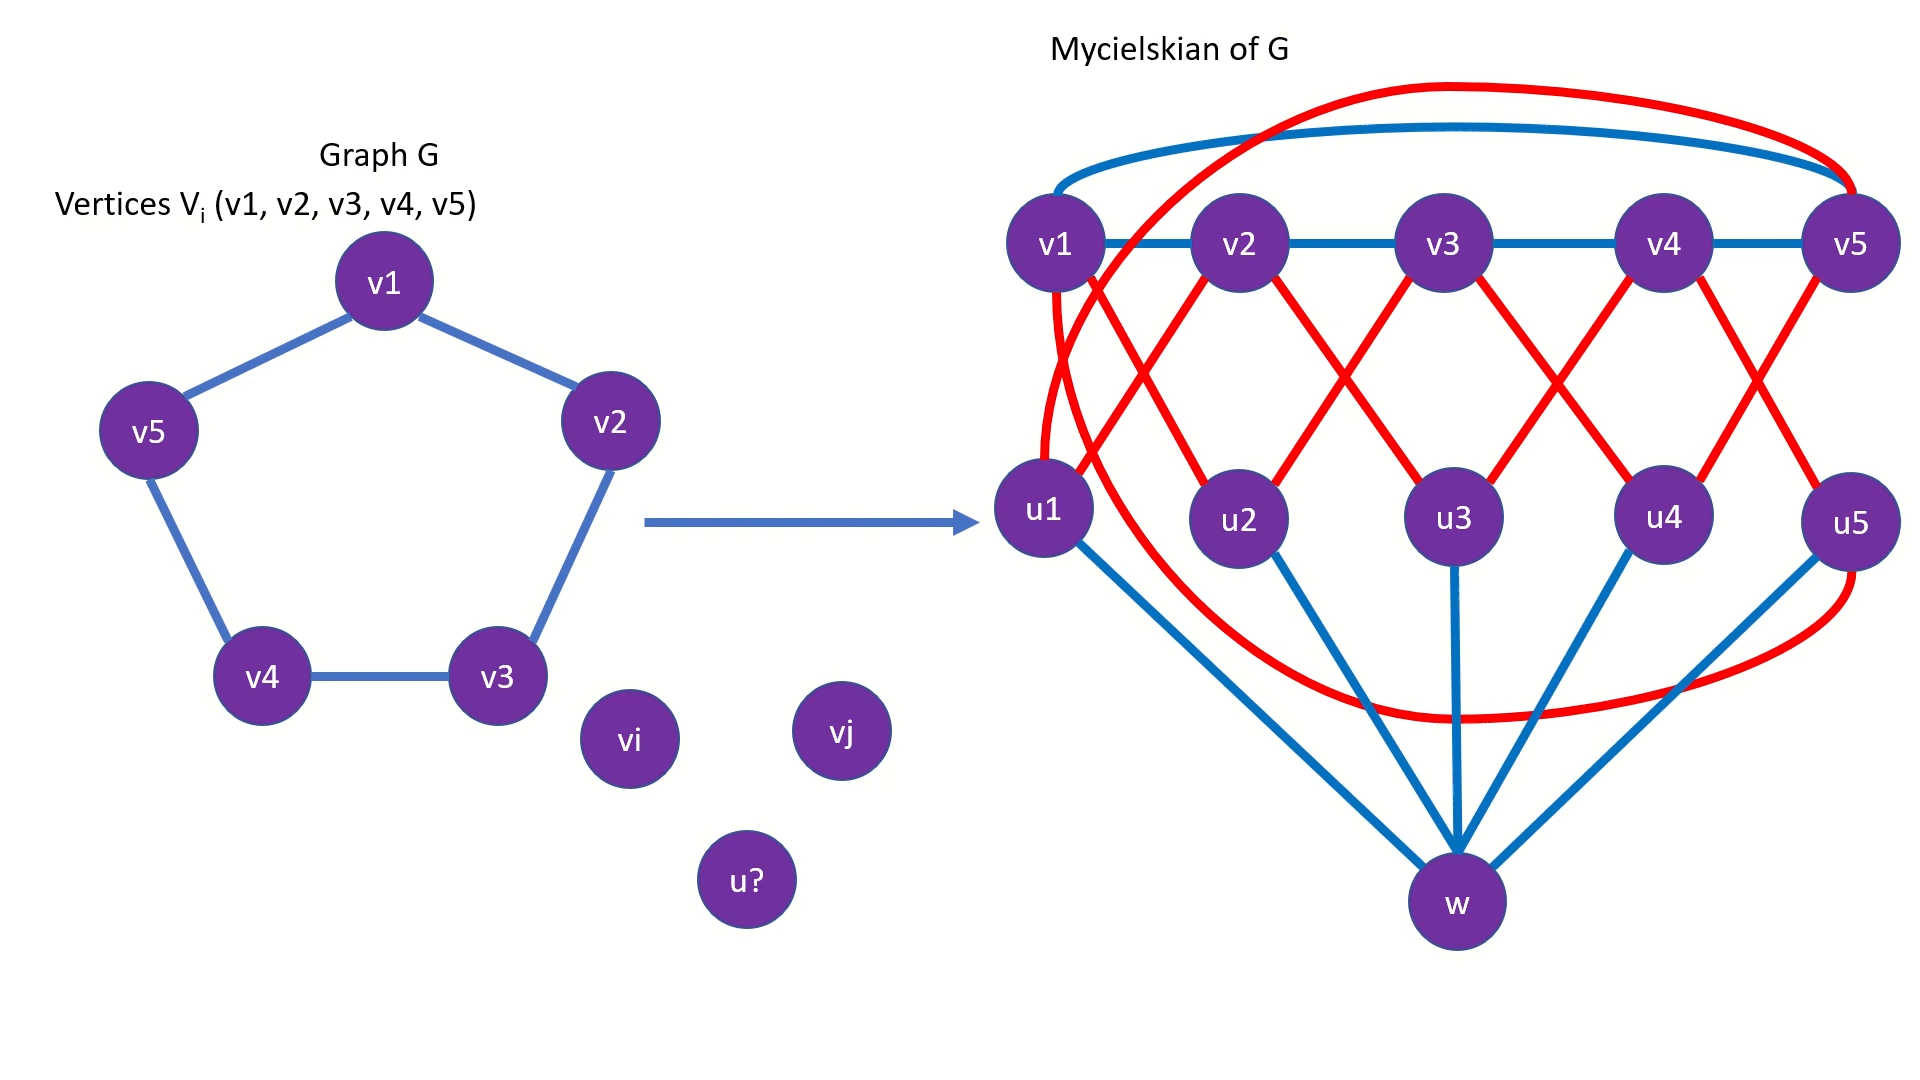 Mycielskian of G
Graph G
Vertices Vᵢ (v1, v2, v3, v4, v5)
v1
v2
v5
v4
v3
vi
vj
u?
v1
v2
v3
v4
v5
u1
u2
u3
u4
u5
w